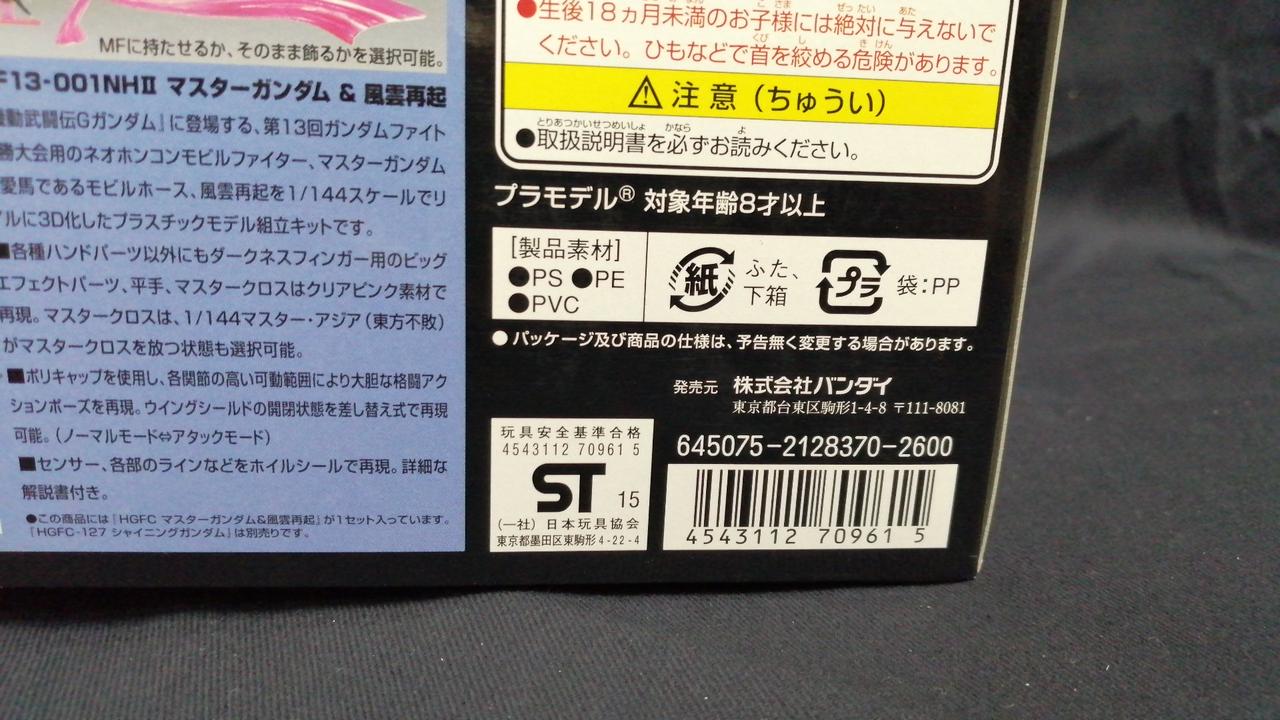 MFに持たせるか、そのまま飾るかを選択可能。
F13-001NHⅡ マスターガンダム & 風雲再起
動武闘伝Gガンダム』に登場する、第13回ガンダムファイト
勝大会用のネオホンコンモビルファイター、マスターガンダム
愛馬であるモビルホース、風雲再起を1/144スケールでリ
ルに3D化したプラスチックモデル組立キットです。
■各種ハンドパーツ以外にもダークネスフィンガー用のビッグ
エフェクトパーツ、平手、マスタークロスはクリアピンク素材で
再現。マスタークロスは、1/144マスター・アジア(東方不敗)
がマスタークロスを放つ状態も選択可能。
■ポリキャップを使用し、各関節の高い可動範囲により大胆な格闘アク
ションポーズを再現。ウイングシールドの開閉状態を差し替え式で再現
可能。(ノーマルモード⇔アタックモード)
■センサー、各部のラインなどをホイルシールで再現。詳細な
解説書付き。
●この商品には『HGFC マスターガンダム&風雲再起』が1セット入っています。
『HGFC-127 シャイニングガンダム』は別売りです。
●生後18ヵ月未満のお子様には絶対に与えないで
ください。ひもなどで首を絞める危険があります。
⚠注意(ちゅうい)
●取扱説明書を必ずお読みください。
プラモデル® 対象年齢8才以上
[製品素材]
●PS ●PE
●PVC
紙
ふた、
下箱
プラ
袋:PP
● パッケージ及び商品の仕様は、予告無く変更する場合があります。
発売元 株式会社バンダイ
東京都台東区駒形1-4-8 〒111-8081
645075-2128370-2600
玩具安全基準合格
4543112 70961 5
ST 15
(一社) 日本玩具協会
東京都墨田区東駒形4-22-4
4543112 70961 5